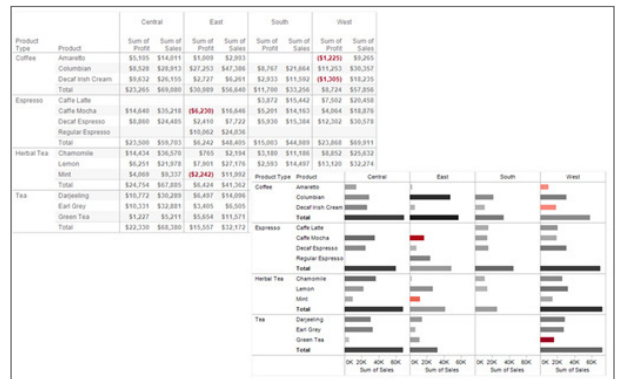 Central East South West
Product Type Product Sum of Profit Sum of Sales Sum of Profit Sum of Sales Sum of Profit Sum of Sales Sum of Profit Sum of Sales
Coffee Amaretto $5,105 $14,011 $1,009 $2,993 ($1,225) $9,265
Columbian $8,528 $28,913 $27,253 $47,386 $8,767 $21,664 $11,253 $30,357
Decaf Irish Cream $9,632 $26,155 $2,727 $6,261 $2,933 $11,592 ($1,305) $18,235
Total $23,265 $69,080 $30,989 $56,640 $11,700 $33,256 $8,724 $57,856
Espresso Caffe Latte $3,872 $15,442 $7,502 $20,458
Caffe Mocha $14,640 $35,218 ($6,230) $16,646 $5,201 $14,163 $4,064 $18,876
Decaf Espresso $8,860 $24,485 $2,410 $7,722 $5,930 $15,384 $12,302 $30,578
Regular Espresso $10,062 $24,036
Total $23,500 $59,703 $6,242 $48,405 $15,003 $44,989 $23,868 $69,911
Herbal Tea Chamomile $14,434 $36,570 $765 $2,194 $3,180 $11,186 $8,852 $25,632
Lemon $6,251 $21,978 $7,901 $27,176 $2,593 $14,497 $13,120 $32,274
Mint $4,069 $9,337 ($2,242) $11,992
Total $24,754 $67,885 $6,424 $41,362
Tea Darjeeling $10,772 $30,289 $6,497 $14,096
Earl Grey $10,331 $32,881 $3,405 $6,505
Green Tea $1,227 $5,211 $5,654 $11,571
Total $22,330 $68,380 $15,557 $32,172
Product Type Product Central East South West
Coffee Amaretto
Columbian
Decaf Irish Cream
Total
Espresso Caffe Latte
Caffe Mocha
Decaf Espresso
Regular Espresso
Total
Herbal Tea Chamomile
Lemon
Mint
Total
Tea Darjeeling
Earl Grey
Green Tea
Total
0K 20K 40K 60K 0K 20K 40K 60K 0K 20K 40K 60K 0K 20K 40K 60K
Sum of Sales Sum of Sales Sum of Sales Sum of Sales